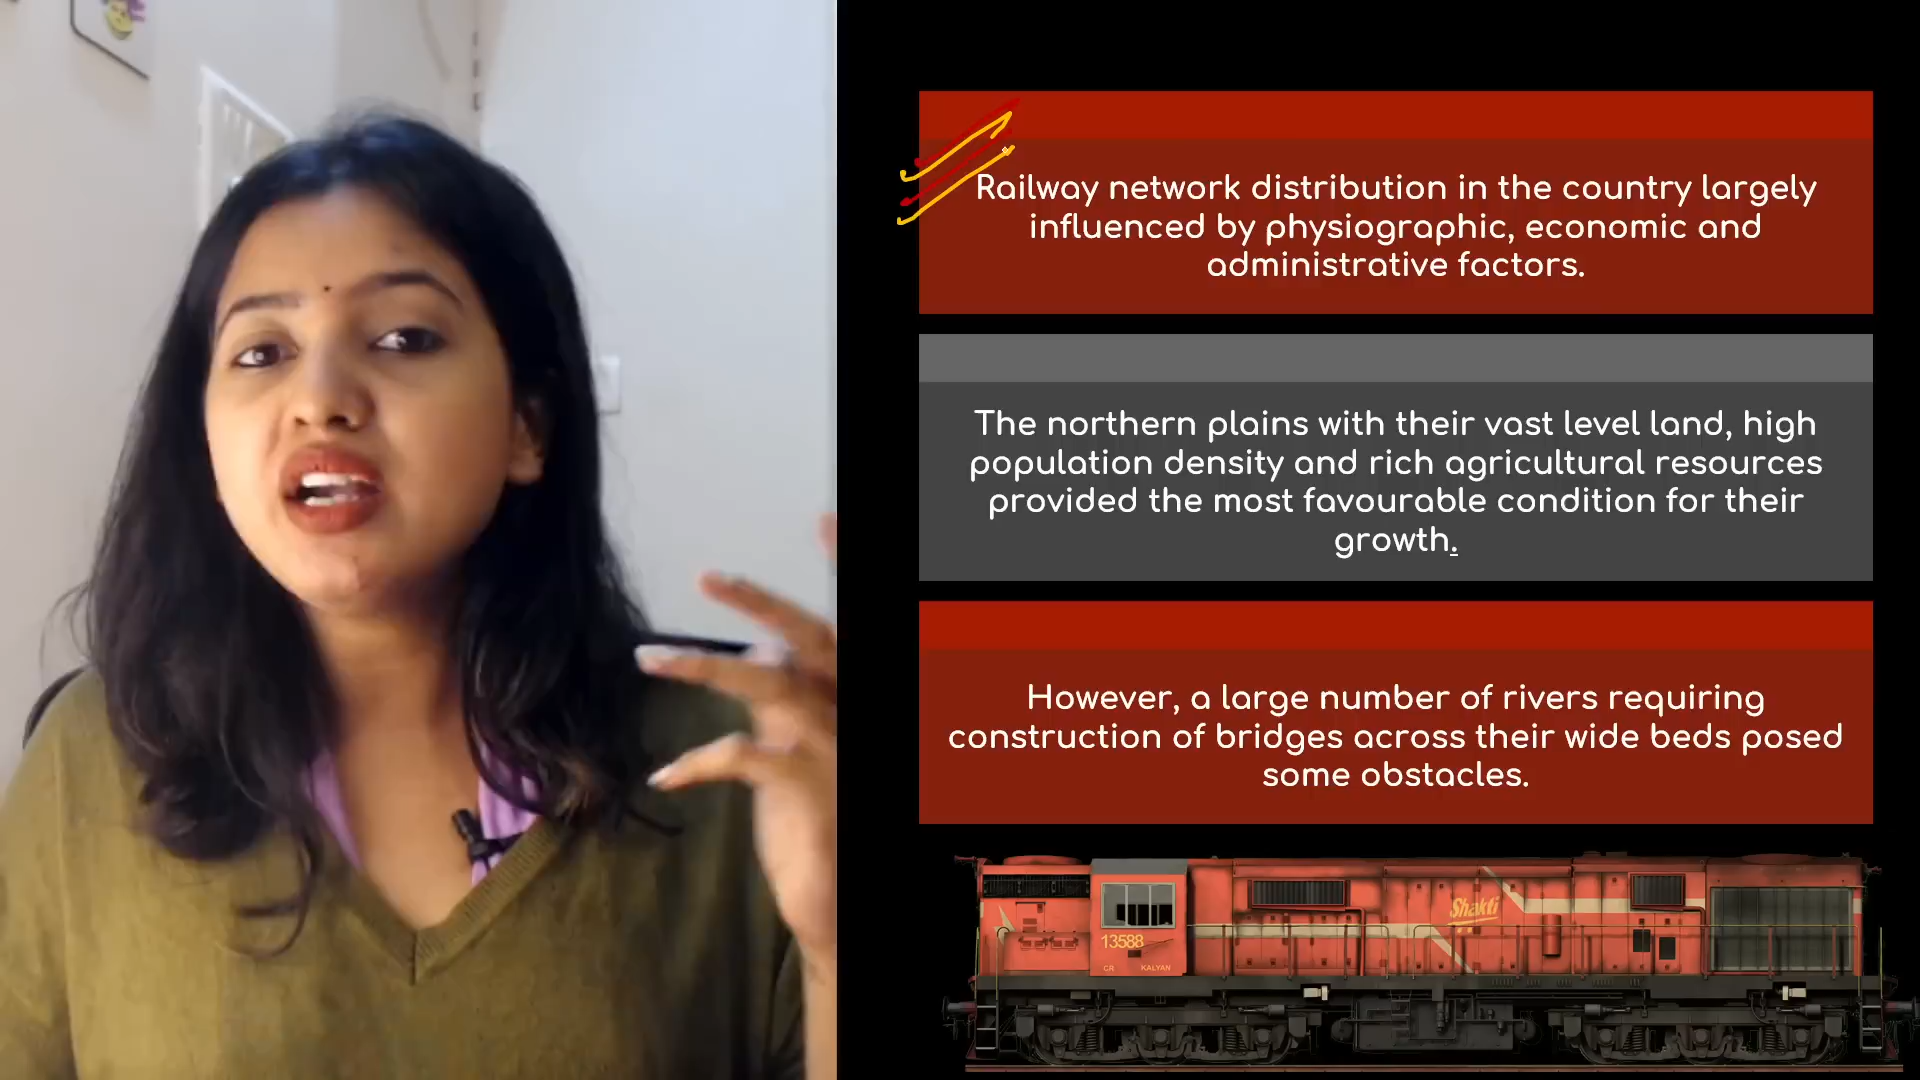 Railway network distribution in the country largely
influenced by physiographic, economic and
administrative factors.
The northern plains with their vast level land, high
population density and rich agricultural resources
provided the most favourable condition for their
growth.
However, a large number of rivers requiring
construction of bridges across their wide beds posed
some obstacles.
Shakti
13588
CR KALYAN